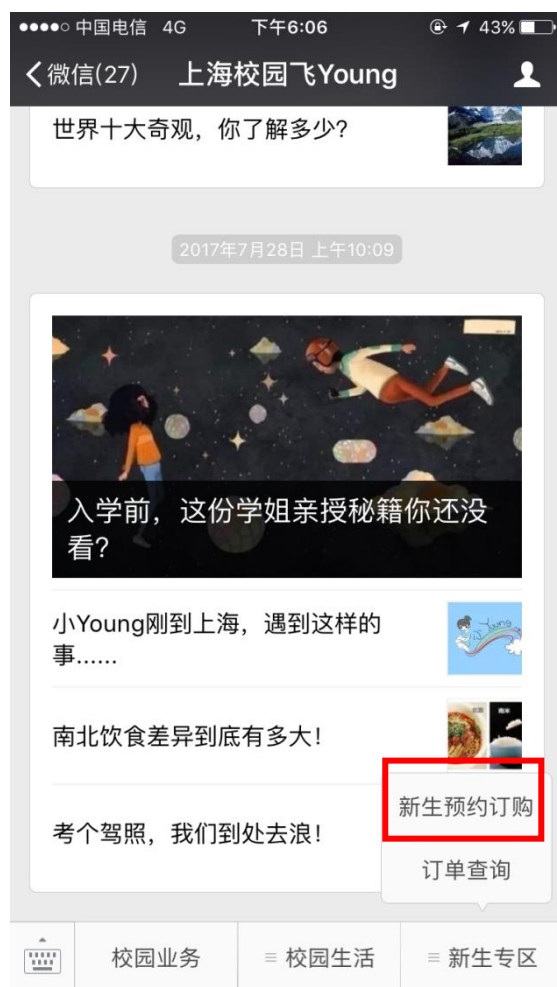 中国电信 4G 下午6:06 43%
微信(27) 上海校园飞Young
世界十大奇观，你了解多少?
2017年7月28日 上午10:09
入学前，这份学姐亲授秘籍你还没
看?
小Young刚到上海，遇到这样的
事......
南北饮食差异到底有多大!
新生预约订购
考个驾照，我们到处去浪!
订单查询
校园业务 校园生活 新生专区